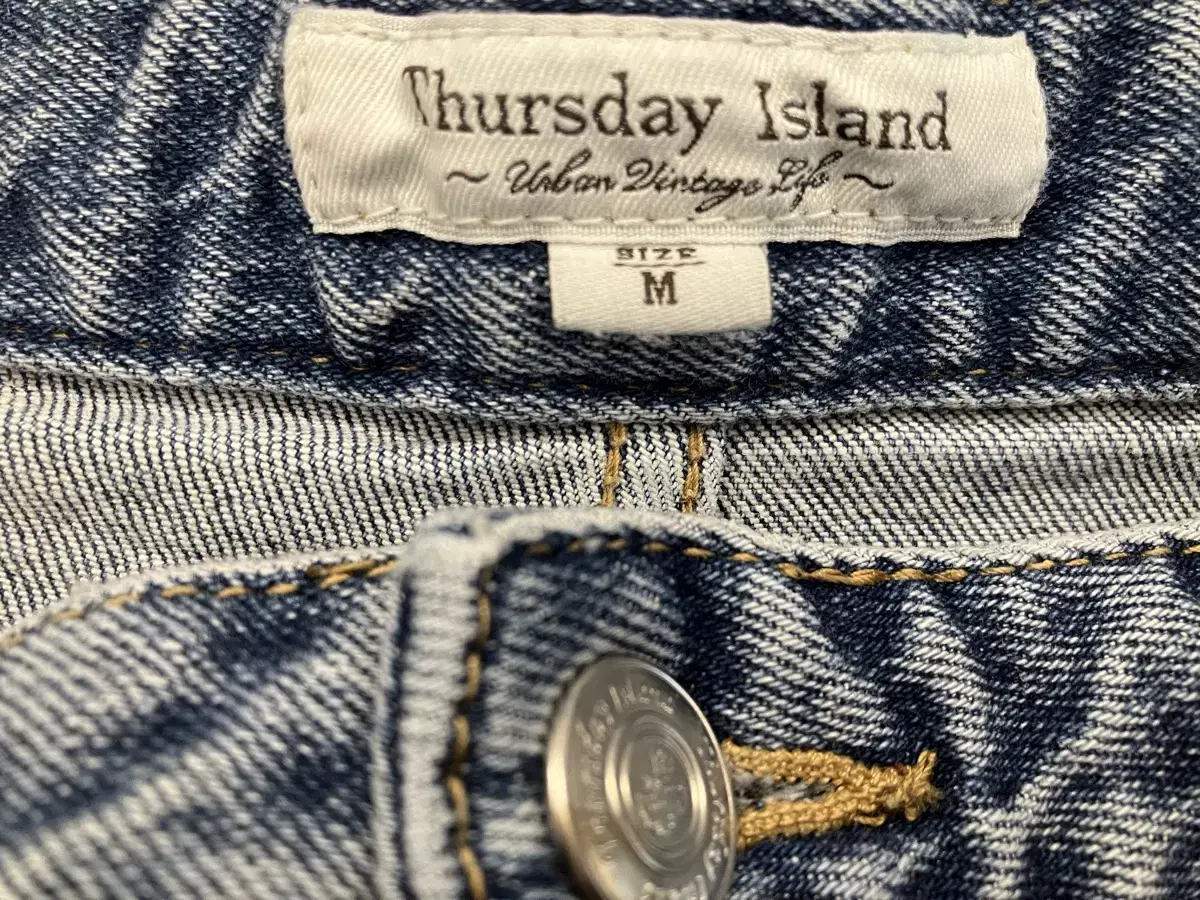 Thursday Island
~ Urban Vintage Life ~
SIZE
M